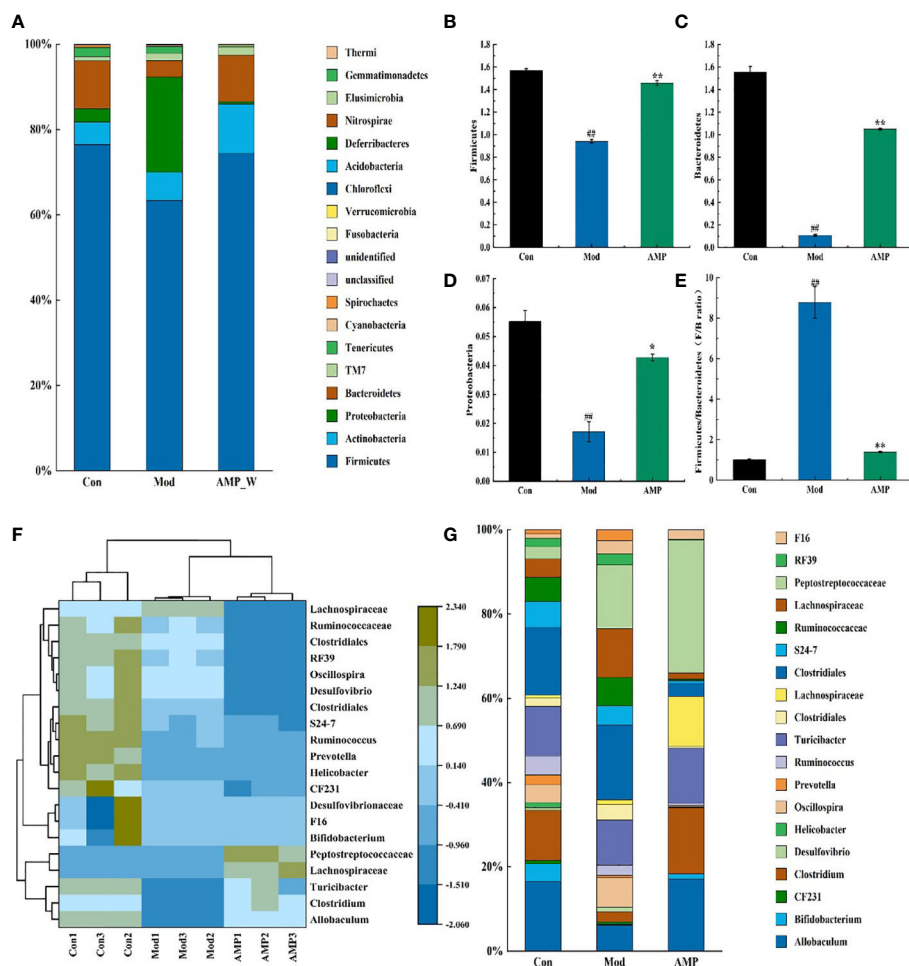 A
100%
80%
60%
40%
20%
0%
Con Mod AMP_W
Thermi
Gemmatimonadetes
Elusimicrobia
Nitrospirae
Deferribacteres
Acidobacteria
Chloroflexi
Verrucomicrobia
Fusobacteria
unidentified
unclassified
Spirochaetes
Cyanobacteria
Tenericutes
TM7
Bacteroidetes
Proteobacteria
Actinobacteria
Firmicutes
B
Firmicutes
1.8
1.6
1.4
1.2
1.0
0.8
0.6
0.4
0.2
0.0
##
**
Con Mod AMP
C
Bacteroidetes
1.8
1.6
1.4
1.2
1.0
0.8
0.6
0.4
0.2
0.0
##
**
Con Mod AMP
D
Proteobacteria
0.07
0.06
0.05
0.04
0.03
0.02
0.01
0.00
##
*
Con Mod AMP
E
Firmicutes/Bacteroidetes (F/B ratio)
10
8
6
4
2
0
##
**
Con Mod AMP
F
Lachnospiraceae
Ruminococcaceae
Clostridiales
RF39
Oscillospira
Desulfovibrio
Clostridiales
S24-7
Ruminococcus
Prevotella
Helicobacter
CF231
Desulfovibrionaceae
F16
Bifidobacterium
Peptostreptococcaceae
Lachnospiraceae
Turicibacter
Clostridium
Allobaculum
Con1 Con3 Con2 Mod1 Mod3 Mod2 AMP1 AMP2 AMP3
2.340
1.790
1.240
0.690
0.140
-0.410
-0.960
-1.510
-2.060
G
100%
80%
60%
40%
20%
0%
Con Mod AMP
F16
RF39
Peptostreptococcaceae
Lachnospiraceae
Ruminococcaceae
S24-7
Clostridiales
Lachnospiraceae
Clostridiales
Turicibacter
Ruminococcus
Prevotella
Oscillospira
Helicobacter
Desulfovibrio
Clostridium
CF231
Bifidobacterium
Allobaculum